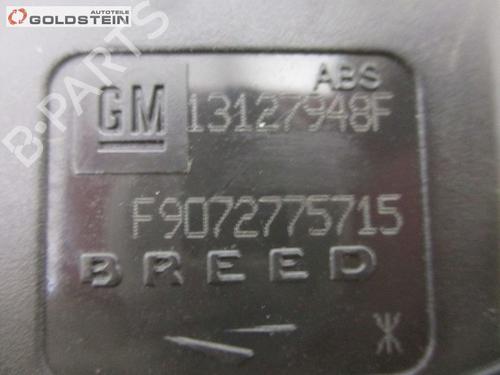 AUTOTEILE
GOLDSTEIN
B-PARTS
ABS
GM 13127948F
F9072775715
BREED